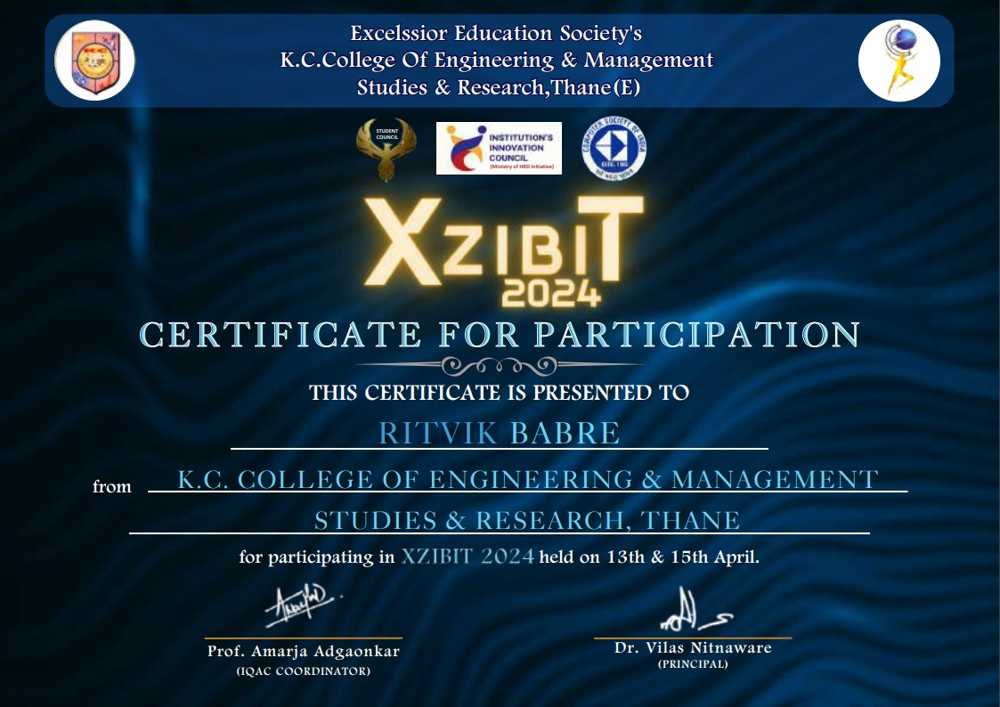 Excelssior Education Society's
K.C.College Of Engineering & Management
Studies & Research,Thane(E)
STUDENT
COUNCIL
INSTITUTION'S
INNOVATION
COUNCIL
(Ministry of HRD Initiative)
COMPUTER SOCIETY OF INDIA
ESTD. 1965
XZIBIT
2024
CERTIFICATE FOR PARTICIPATION
THIS CERTIFICATE IS PRESENTED TO
RITVIK BABRE
from K.C. COLLEGE OF ENGINEERING & MANAGEMENT
STUDIES & RESEARCH, THANE
for participating in XZIBIT 2024 held on 13th & 15th April.
Prof. Amarja Adgaonkar
(IQAC COORDINATOR)
Dr. Vilas Nitnaware
(PRINCIPAL)